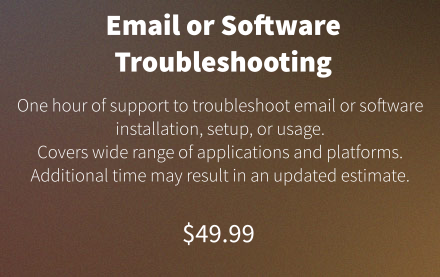 Email or Software
Troubleshooting
One hour of support to troubleshoot email or software
installation, setup, or usage.
Covers wide range of applications and platforms.
Additional time may result in an updated estimate.
$49.99